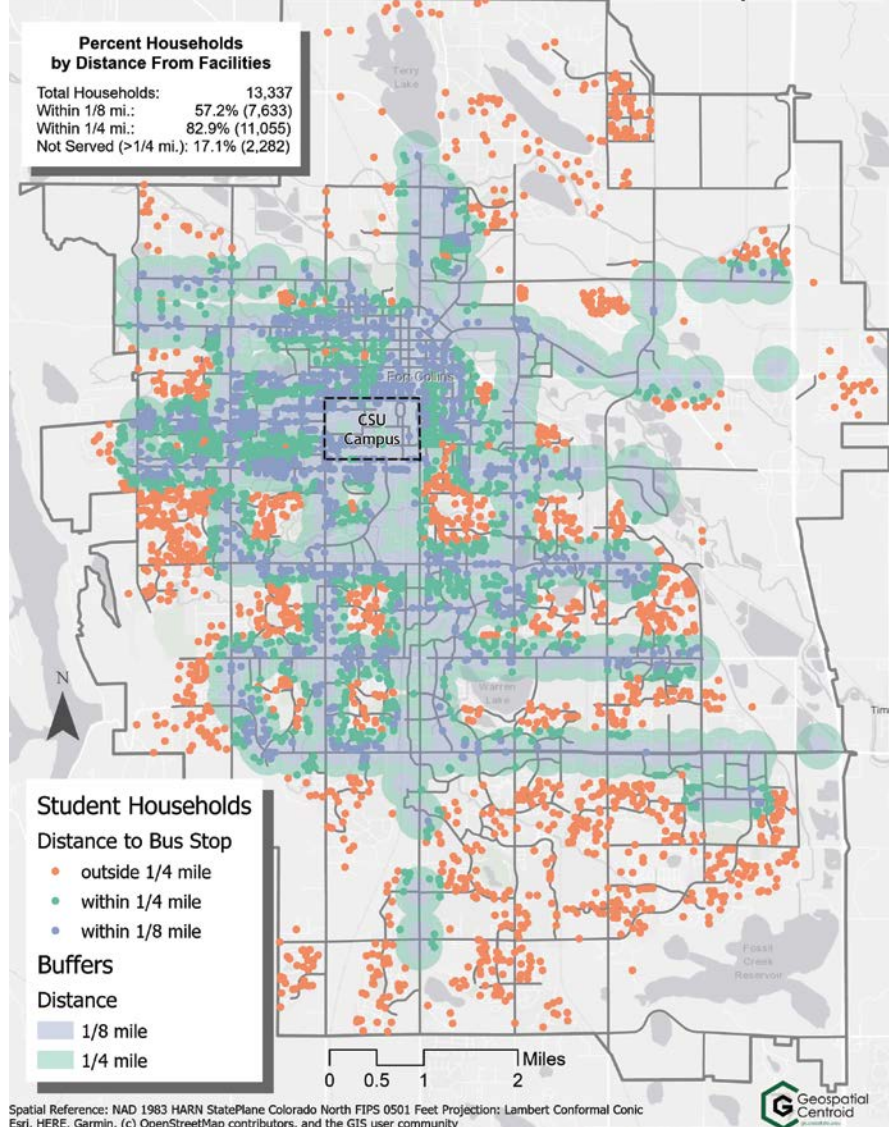 Percent Households
by Distance From Facilities
Total Households: 13,337
Within 1/8 mi.: 57.2% (7,633)
Within 1/4 mi.: 82.9% (11,055)
Not Served (>1/4 mi.): 17.1% (2,282)
Terry
Lake
Fort Collins
CSU
Campus
Warren
Lake
N
Student Households
Distance to Bus Stop
outside 1/4 mile
within 1/4 mile
within 1/8 mile
Buffers
Distance
1/8 mile
1/4 mile
Fossil
Creek
Reservoir
Miles
0 0.5 1 2
Spatial Reference: NAD 1983 HARN StatePlane Colorado North FIPS 0501 Feet Projection: Lambert Conformal Conic
Esri, HERE, Garmin, (c) OpenStreetMap contributors, and the GIS user community
Geospatial
Centroid